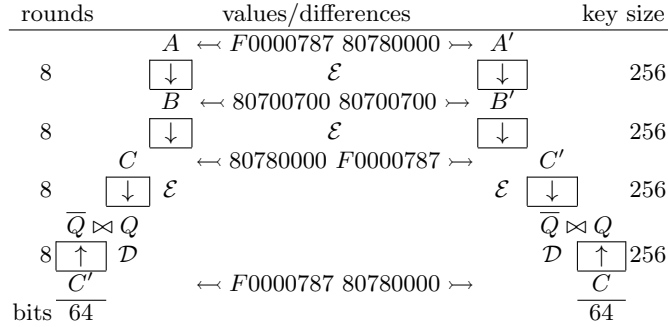 rounds values/differences key size
A ↢ F0000787 80780000 ↣ A′
8 ↓ ℰ ↓ 256
B ↢ 80700700 80700700 ↣ B′
8 ↓ ℰ ↓ 256
C ↢ 80780000 F0000787 ↣ C′
8 ↓ ℰ ℰ ↓ 256
Q̅ ⋈ Q Q̅ ⋈ Q
8 ↑ 𝒟 𝒟 ↑ 256
C′ ↢ F0000787 80780000 ↣ C
bits 64 64